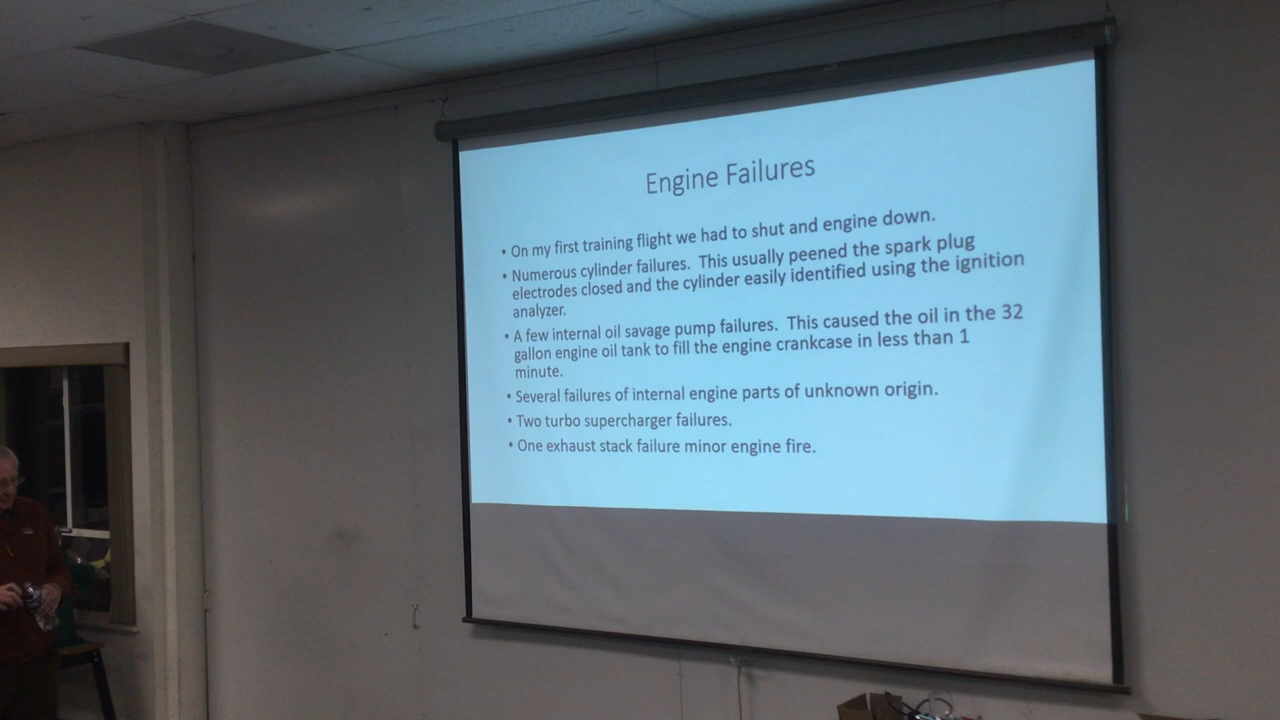 Engine Failures
• On my first training flight we had to shut and engine down.
• Numerous cylinder failures. This usually peened the spark plug
electrodes closed and the cylinder easily identified using the ignition
analyzer.
• A few internal oil savage pump failures. This caused the oil in the 32
gallon engine oil tank to fill the engine crankcase in less than 1
minute.
• Several failures of internal engine parts of unknown origin.
• Two turbo supercharger failures.
• One exhaust stack failure minor engine fire.